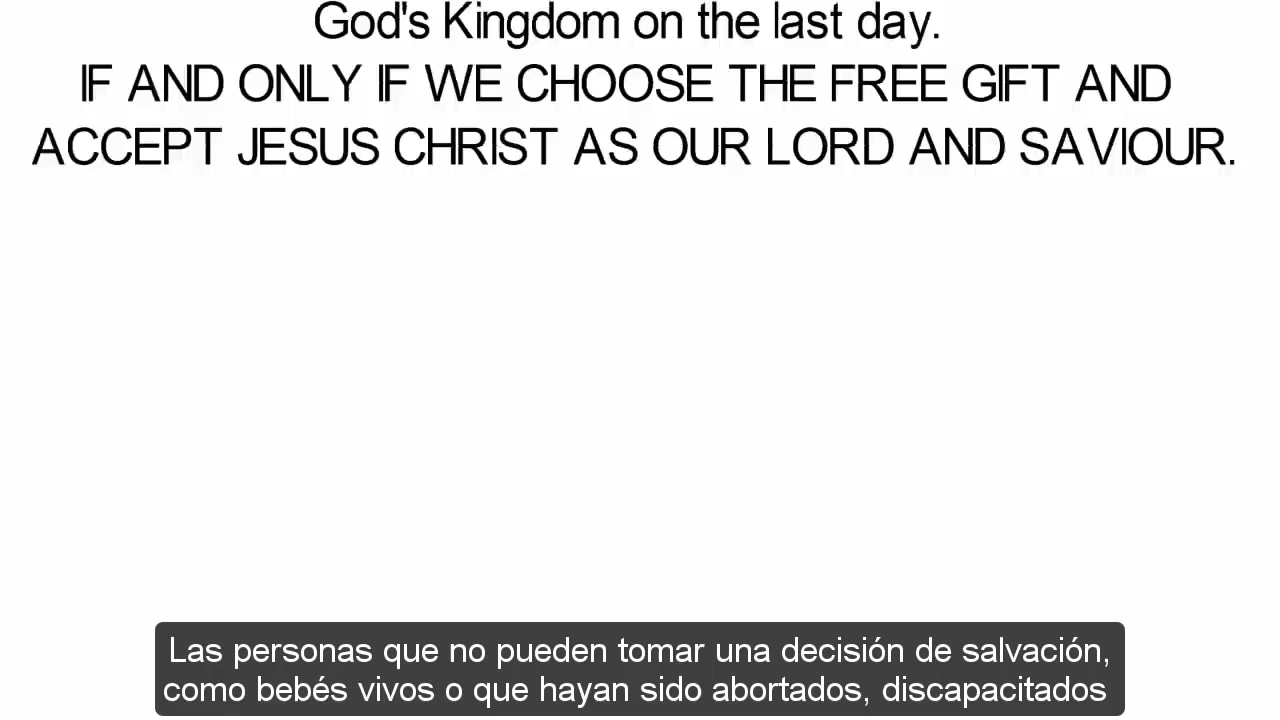 God's Kingdom on the last day.
IF AND ONLY IF WE CHOOSE THE FREE GIFT AND
ACCEPT JESUS CHRIST AS OUR LORD AND SAVIOUR.
Las personas que no pueden tomar una decisión de salvación,
como bebés vivos o que hayan sido abortados, discapacitados